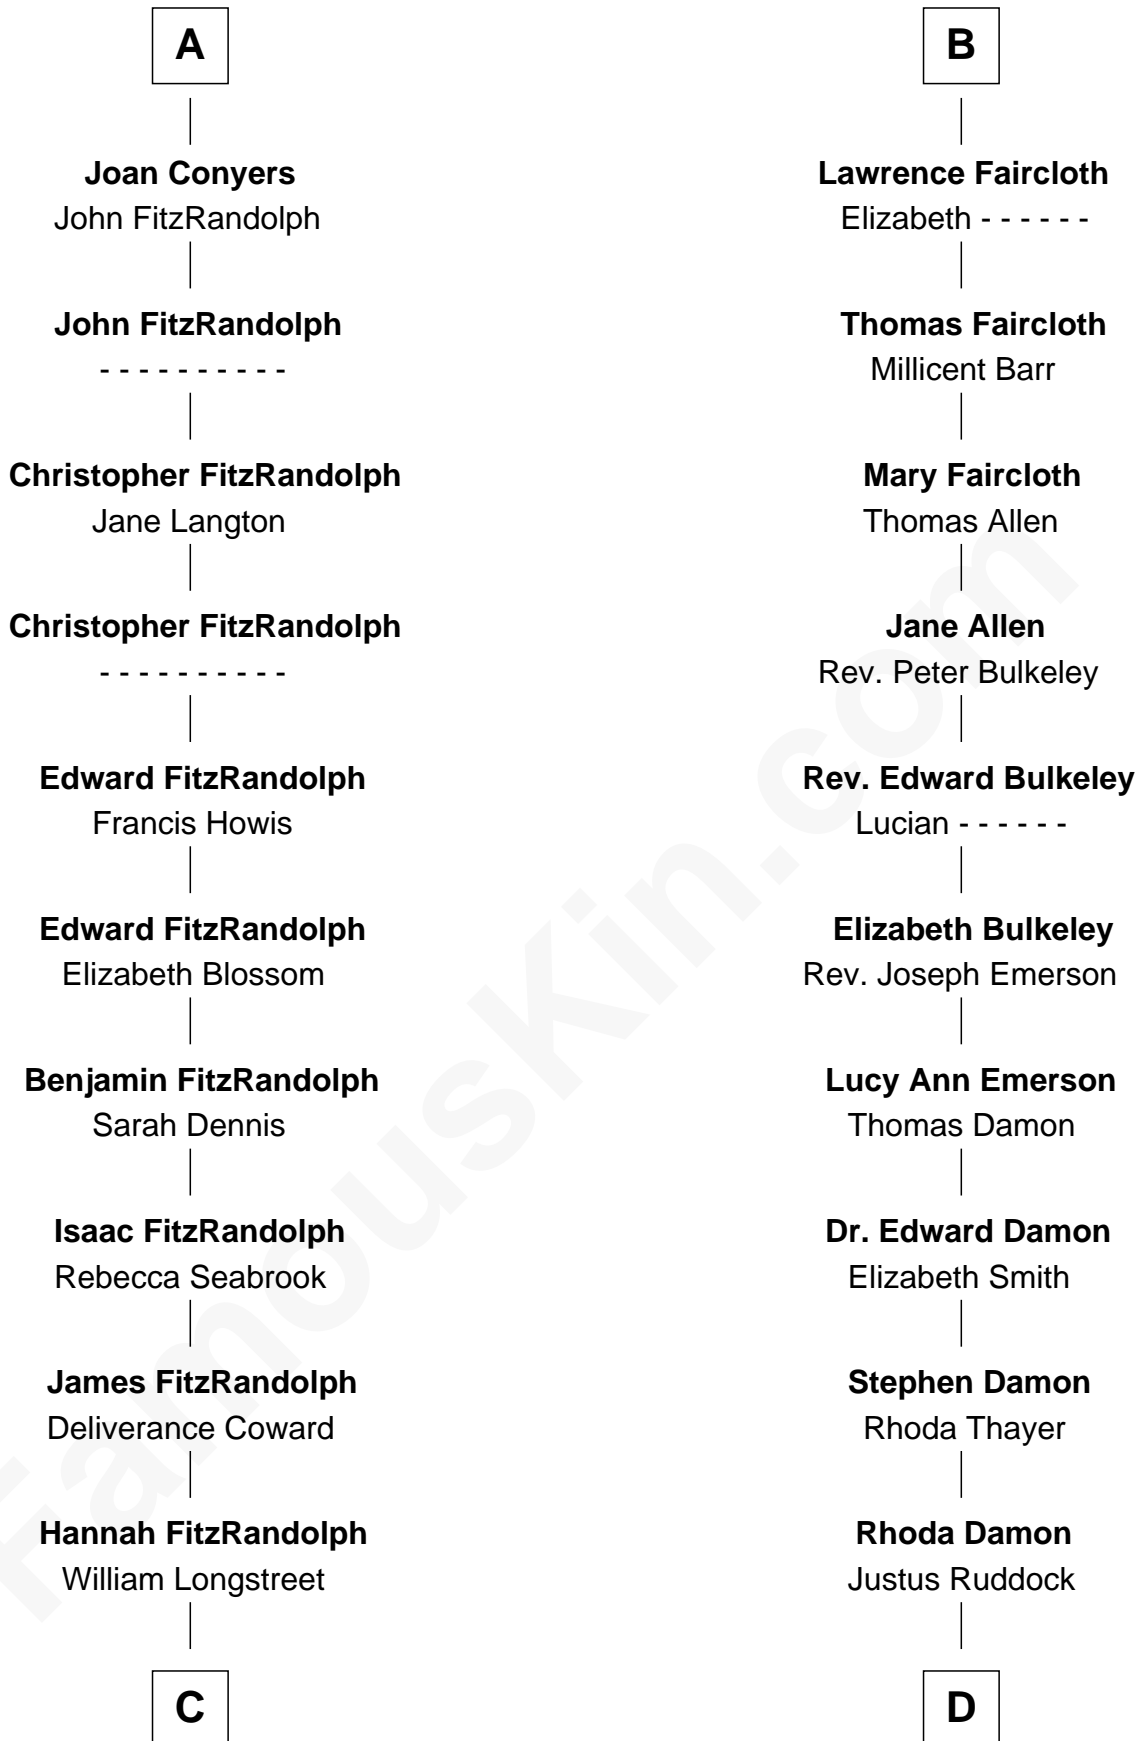 A
Joan Conyers
John FitzRandolph
John FitzRandolph
- - - - - - - - - -
Christopher FitzRandolph
Jane Langton
Christopher FitzRandolph
- - - - - - - - - -
Edward FitzRandolph
Francis Howis
Edward FitzRandolph
Elizabeth Blossom
Benjamin FitzRandolph
Sarah Dennis
Isaac FitzRandolph
Rebecca Seabrook
James FitzRandolph
Deliverance Coward
Hannah FitzRandolph
William Longstreet
C
B
Lawrence Faircloth
Elizabeth - - - - - -
Thomas Faircloth
Millicent Barr
Mary Faircloth
Thomas Allen
Jane Allen
Rev. Peter Bulkeley
Rev. Edward Bulkeley
Lucian - - - - - -
Elizabeth Bulkeley
Rev. Joseph Emerson
Lucy Ann Emerson
Thomas Damon
Dr. Edward Damon
Elizabeth Smith
Stephen Damon
Rhoda Thayer
Rhoda Damon
Justus Ruddock
D
FamousKin.com